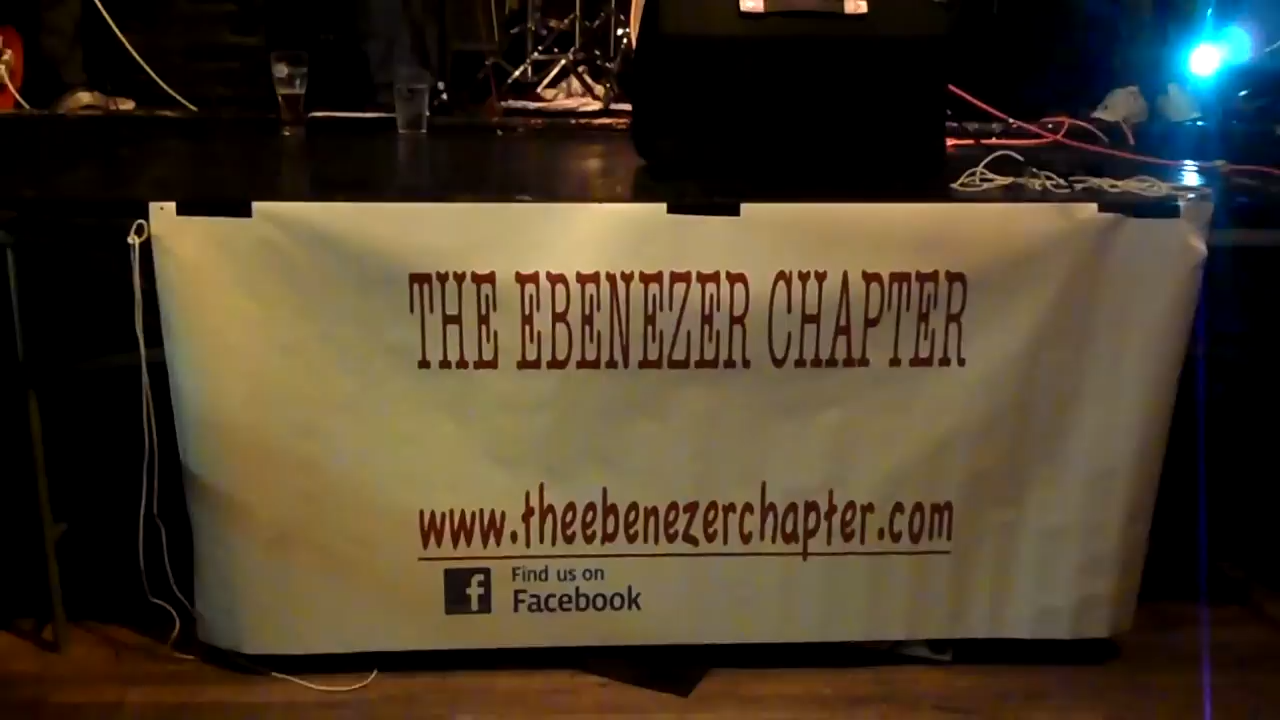 THE EBENEZER CHAPTER
www.theebenezerchapter.com
f
Find us on
Facebook